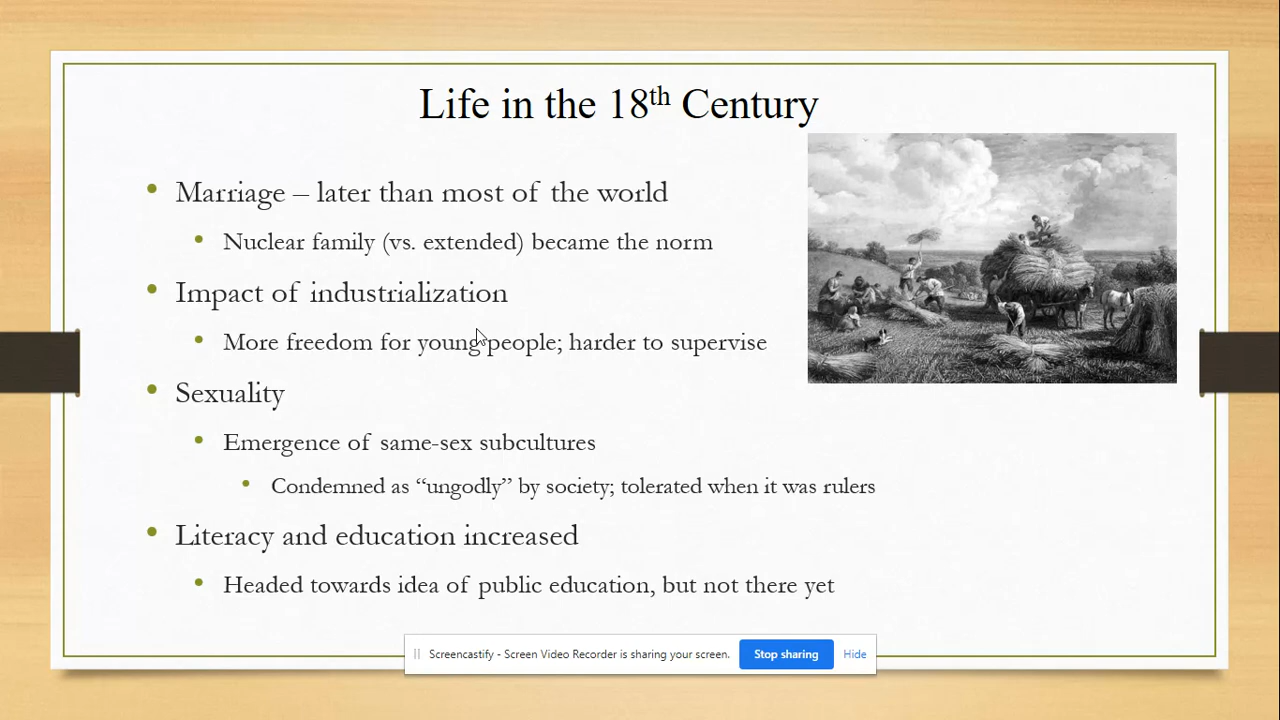 Life in the 18th Century
• Marriage – later than most of the world
• Nuclear family (vs. extended) became the norm
• Impact of industrialization
• More freedom for young people; harder to supervise
• Sexuality
• Emergence of same-sex subcultures
• Condemned as “ungodly” by society; tolerated when it was rulers
• Literacy and education increased
• Headed towards idea of public education, but not there yet
Screencastify - Screen Video Recorder is sharing your screen. Stop sharing Hide